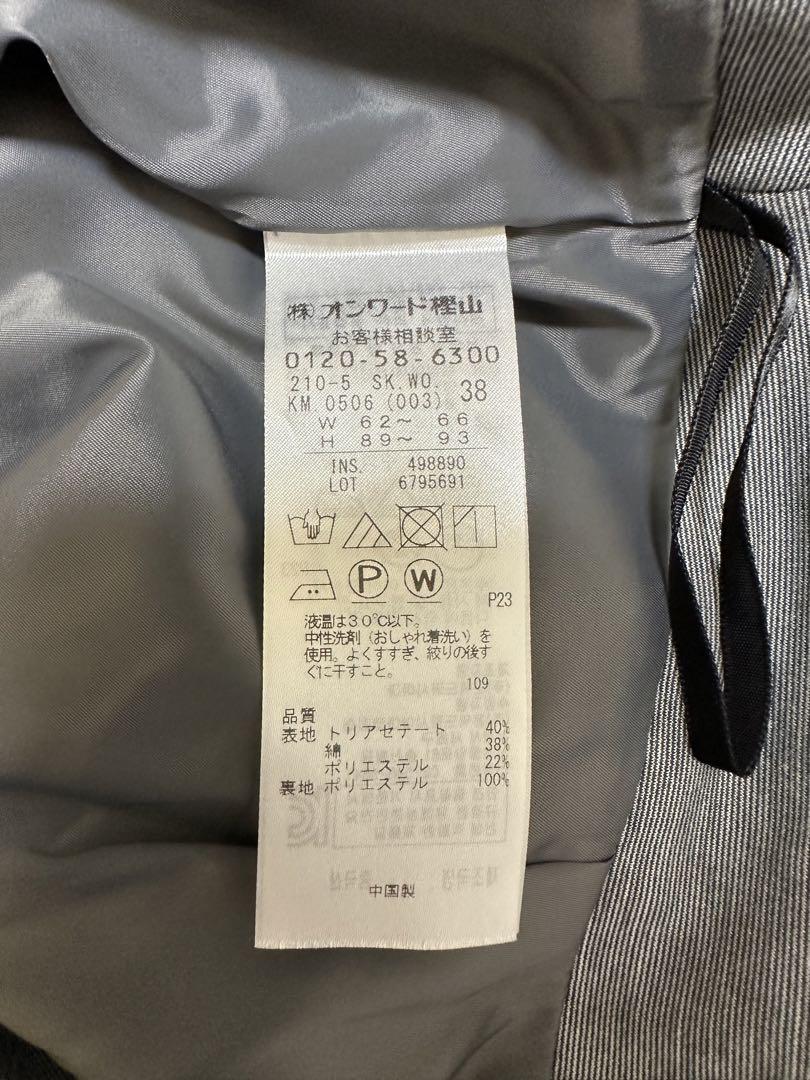 ㈱オンワード樫山
お客様相談室
0120-58-6300
210-5 SK.WO. 38
KM.0506 (003)
W 62～ 66
H 89～ 93
INS. 498890
LOT 6795691
P W
P23
液温は30℃以下。
中性洗剤（おしゃれ着洗い）を
使用。よくすすぎ、絞りの後す
ぐに干すこと。
109
品質
表地 トリアセテート 40%
綿 38%
ポリエステル 22%
裏地 ポリエステル 100%
中国製